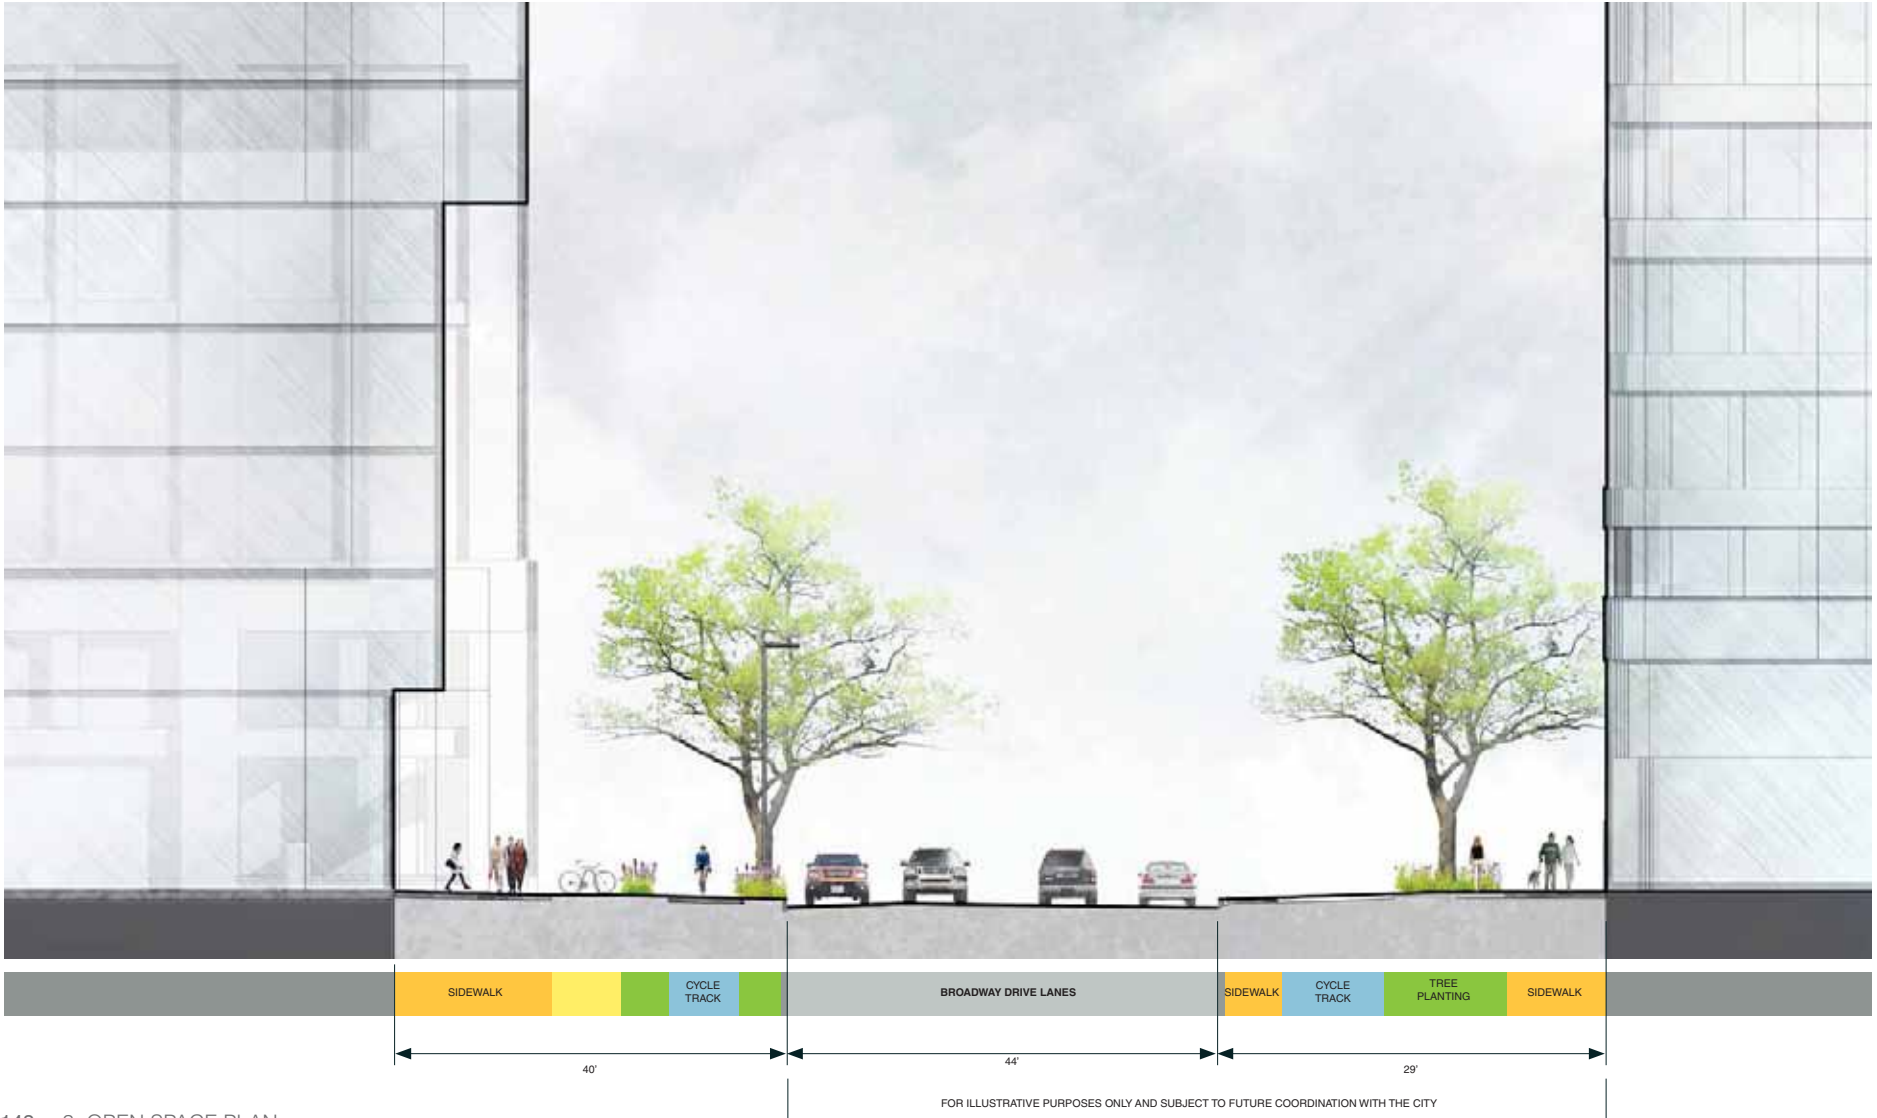 SIDEWALK
CYCLE
TRACK
BROADWAY DRIVE LANES
SIDEWALK
CYCLE
TRACK
TREE
PLANTING
SIDEWALK
40'
44'
29'
FOR ILLUSTRATIVE PURPOSES ONLY AND SUBJECT TO FUTURE COORDINATION WITH THE CITY
OPEN SPACE PLAN